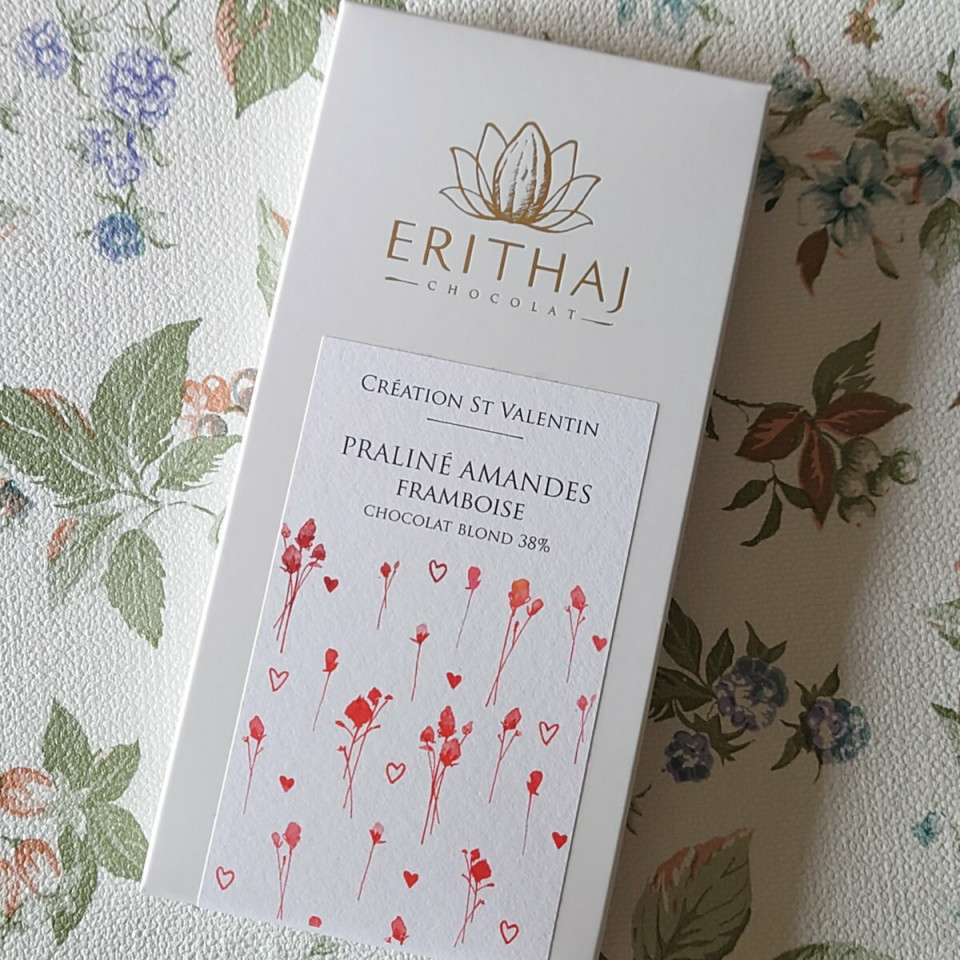 ERITHAJ
CHOCOLAT
CRÉATION ST VALENTIN
PRALINÉ AMANDES
FRAMBOISE
CHOCOLAT BLOND 38%